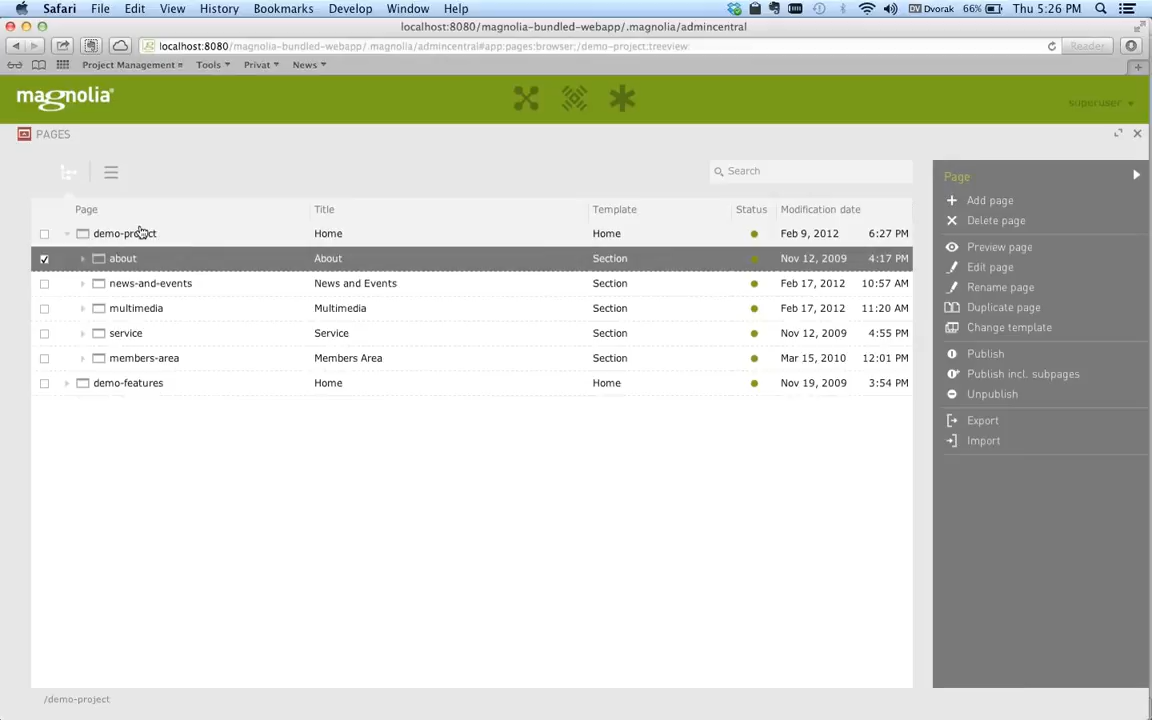 Safari File Edit View History Bookmarks Develop Window Help DV Dvorak 66% Thu 5:26 PM
localhost:8080/magnolia-bundled-webapp/.magnolia/admincentral
localhost:8080/magnolia-bundled-webapp/.magnolia/admincentral#app:pages:browser;/demo-project:treeview: Reader
Project Management Tools Privat News
magnolia
superuser
PAGES
Search
Page Title Template Status Modification date
demo-project Home Home Feb 9, 2012 6:27 PM
about About Section Nov 12, 2009 4:17 PM
news-and-events News and Events Section Feb 17, 2012 10:57 AM
multimedia Multimedia Section Feb 17, 2012 11:20 AM
service Service Section Nov 12, 2009 4:55 PM
members-area Members Area Section Mar 15, 2010 12:01 PM
demo-features Home Home Nov 19, 2009 3:54 PM
Page
Add page
Delete page
Preview page
Edit page
Rename page
Duplicate page
Change template
Publish
Publish incl. subpages
Unpublish
Export
Import
/demo-project